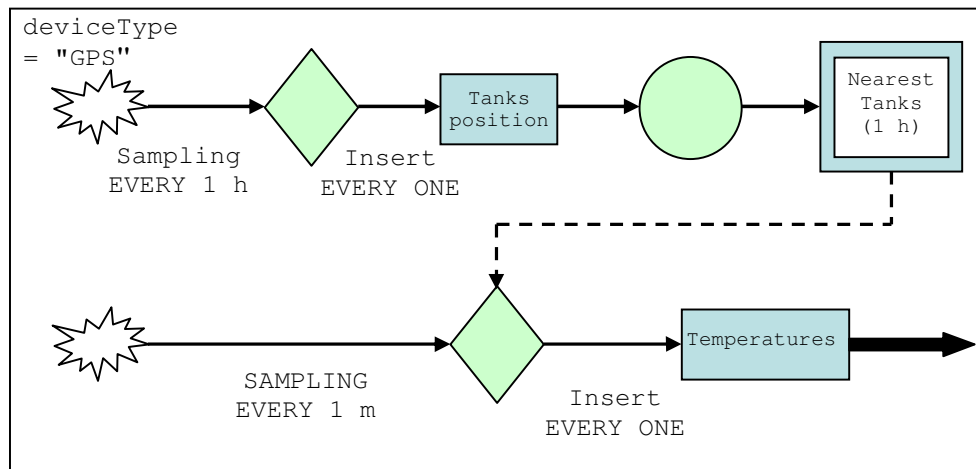 deviceType
= "GPS"
Tanks
position
Nearest
Tanks
(1 h)
Sampling
EVERY 1 h
Insert
EVERY ONE
Temperatures
SAMPLING
EVERY 1 m
Insert
EVERY ONE